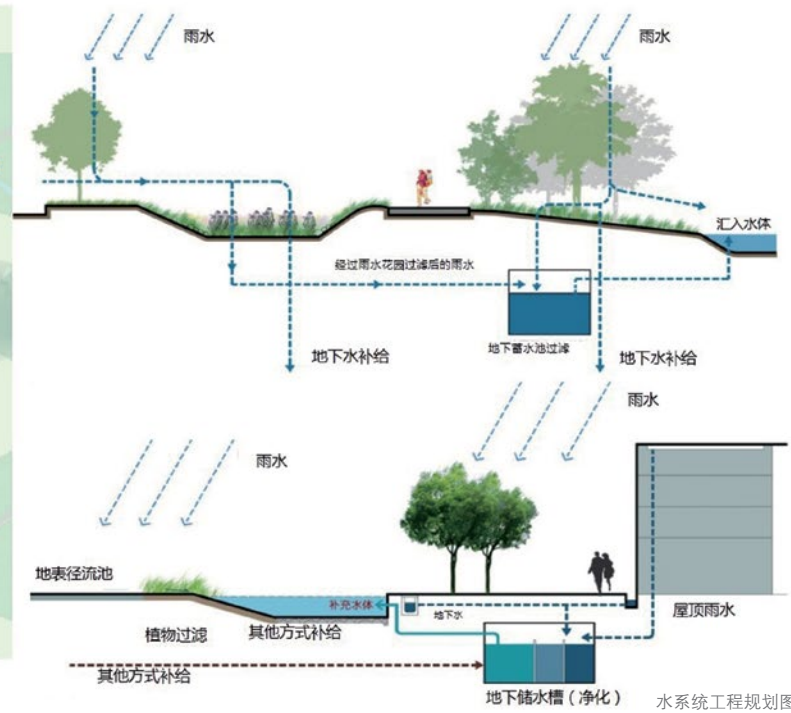 雨水
雨水
汇入水体
经过雨水花园过滤后的雨水
地下水补给
地下蓄水池过滤
地下水补给
雨水
雨水
地表径流池
补充水体
地下水
屋顶雨水
植物过滤
其他方式补给
其他方式补给
地下储水槽（净化）
水系统工程规划图